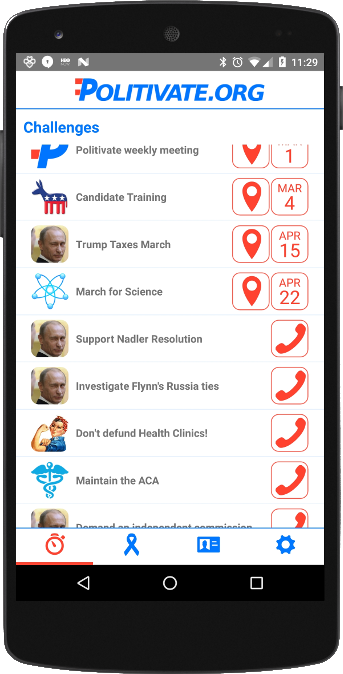 11:29
POLITIVATE.ORG
Challenges
Politivate weekly meeting
1
Candidate Training
MAR
4
Trump Taxes March
APR
15
March for Science
APR
22
Support Nadler Resolution
Investigate Flynn's Russia ties
Don't defund Health Clinics!
Maintain the ACA
Demand an independent commission